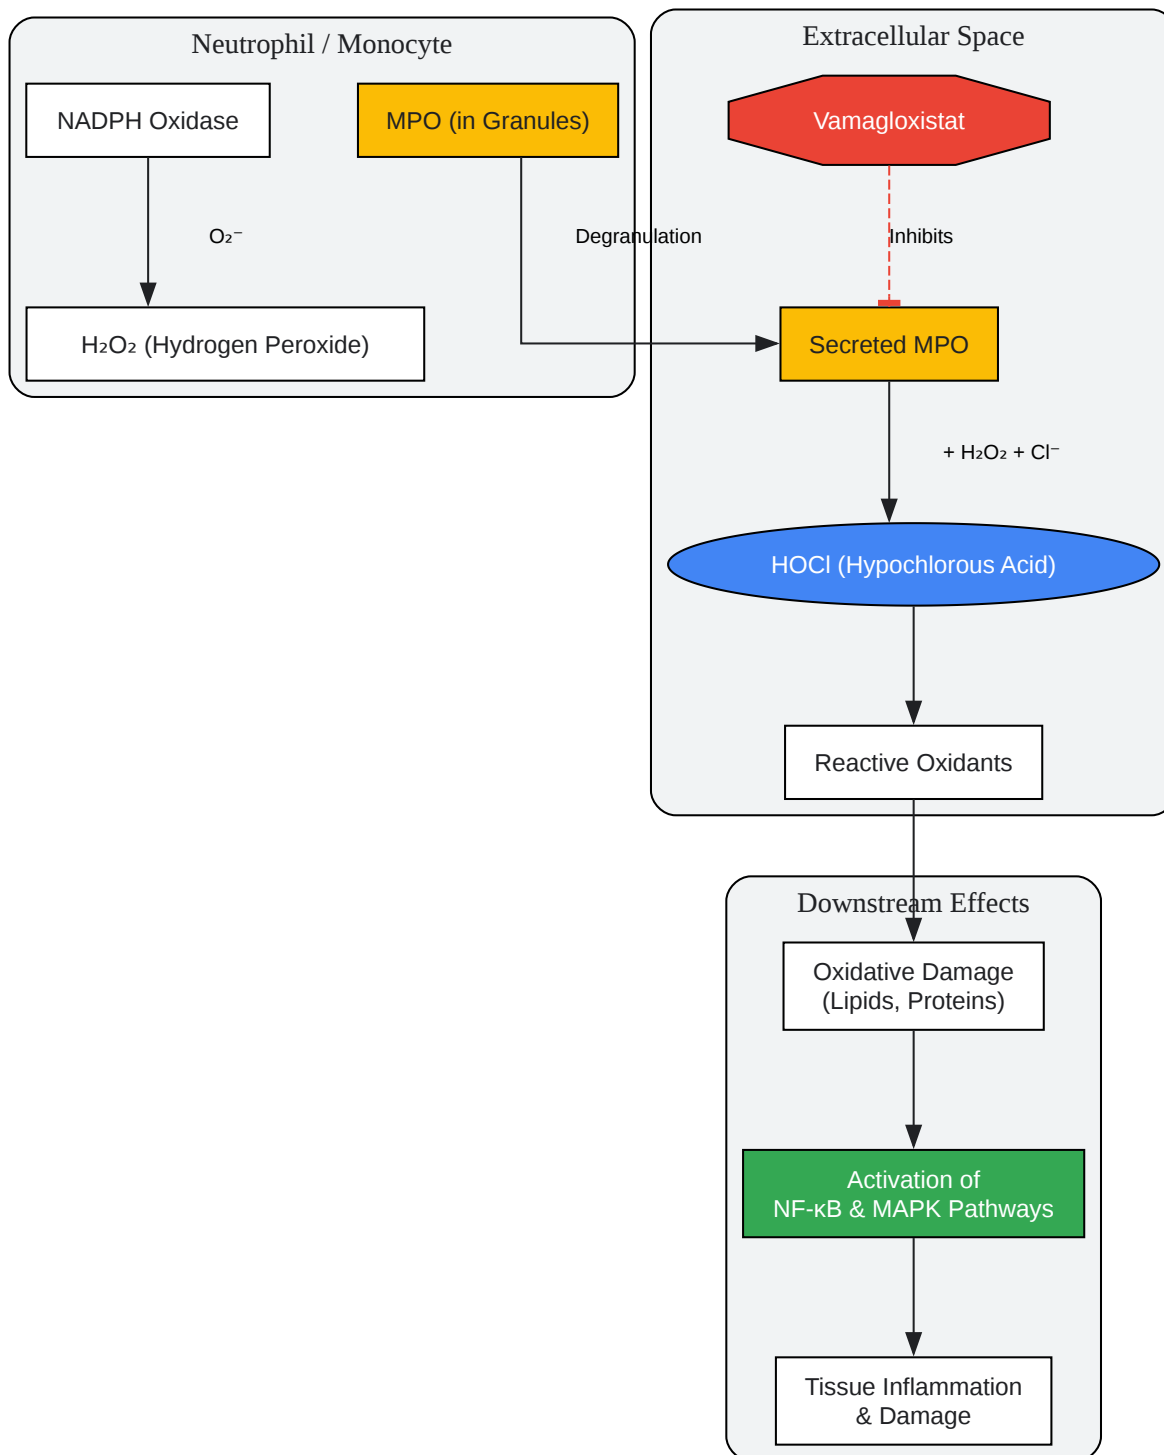 Neutrophil / Monocyte
NADPH Oxidase
MPO (in Granules)
O₂⁻
Degranulation
H₂O₂ (Hydrogen Peroxide)
Extracellular Space
Vamagloxistat
Inhibits
Secreted MPO
+ H₂O₂ + Cl⁻
HOCl (Hypochlorous Acid)
Reactive Oxidants
Downstream Effects
Oxidative Damage
(Lipids, Proteins)
Activation of
NF-κB & MAPK Pathways
Tissue Inflammation
& Damage